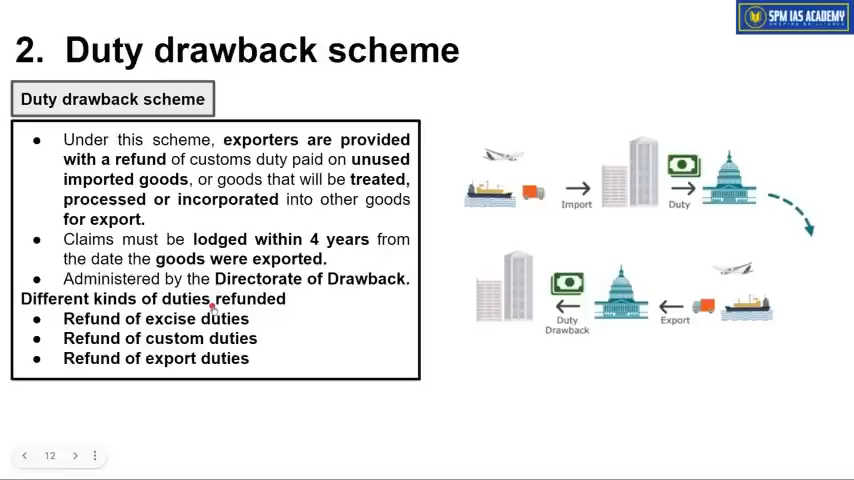 SPM IAS ACADEMY
2. Duty drawback scheme
Duty drawback scheme
● Under this scheme, exporters are provided
with a refund of customs duty paid on unused
imported goods, or goods that will be treated,
processed or incorporated into other goods
for export.
● Claims must be lodged within 4 years from
the date the goods were exported.
● Administered by the Directorate of Drawback.
Different kinds of duties refunded
● Refund of excise duties
● Refund of custom duties
● Refund of export duties
Import
Duty
Duty
Drawback
Export
12